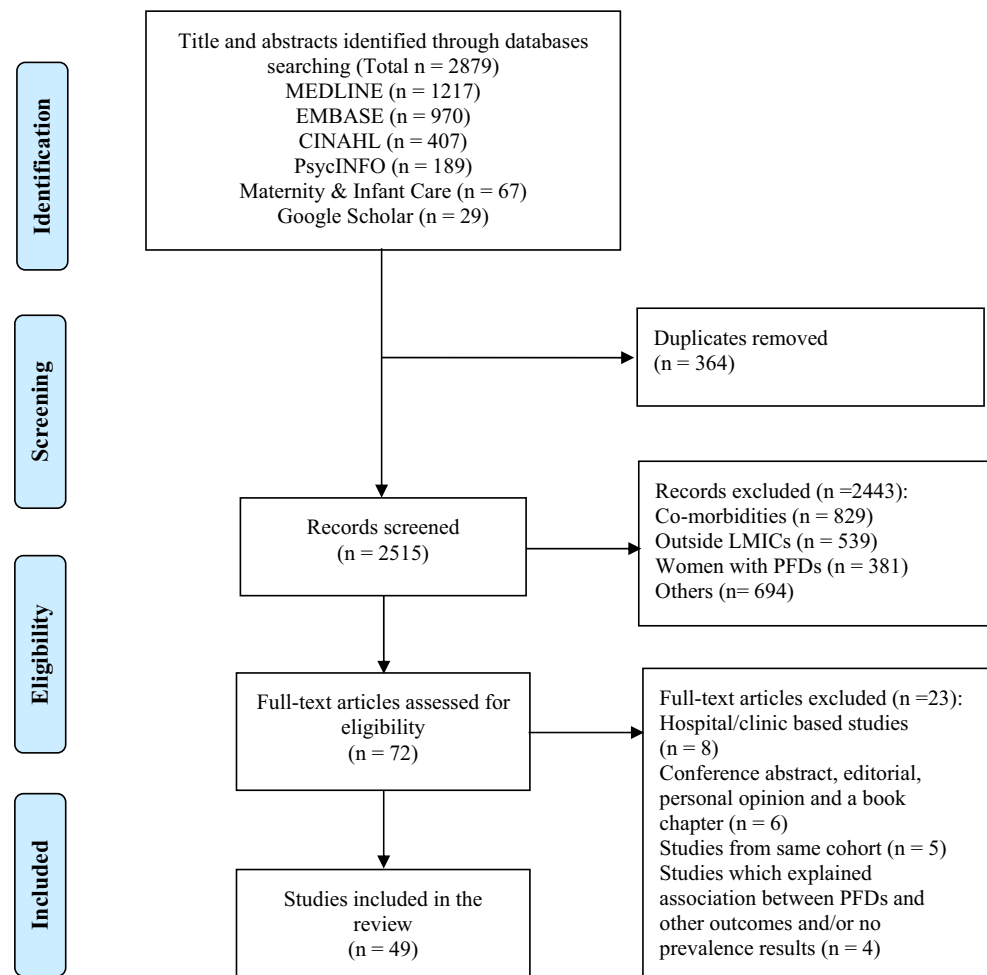 Identification
Title and abstracts identified through databases
searching (Total n = 2879)
MEDLINE (n = 1217)
EMBASE (n = 970)
CINAHL (n = 407)
PsycINFO (n = 189)
Maternity & Infant Care (n = 67)
Google Scholar (n = 29)
Screening
Duplicates removed
(n = 364)
Records screened
(n = 2515)
Records excluded (n =2443):
Co-morbidities (n = 829)
Outside LMICs (n = 539)
Women with PFDs (n = 381)
Others (n= 694)
Eligibility
Full-text articles assessed for
eligibility
(n = 72)
Full-text articles excluded (n =23):
Hospital/clinic based studies
(n = 8)
Conference abstract, editorial,
personal opinion and a book
chapter (n = 6)
Studies from same cohort (n = 5)
Studies which explained
association between PFDs and
other outcomes and/or no
prevalence results (n = 4)
Included
Studies included in the
review
(n = 49)